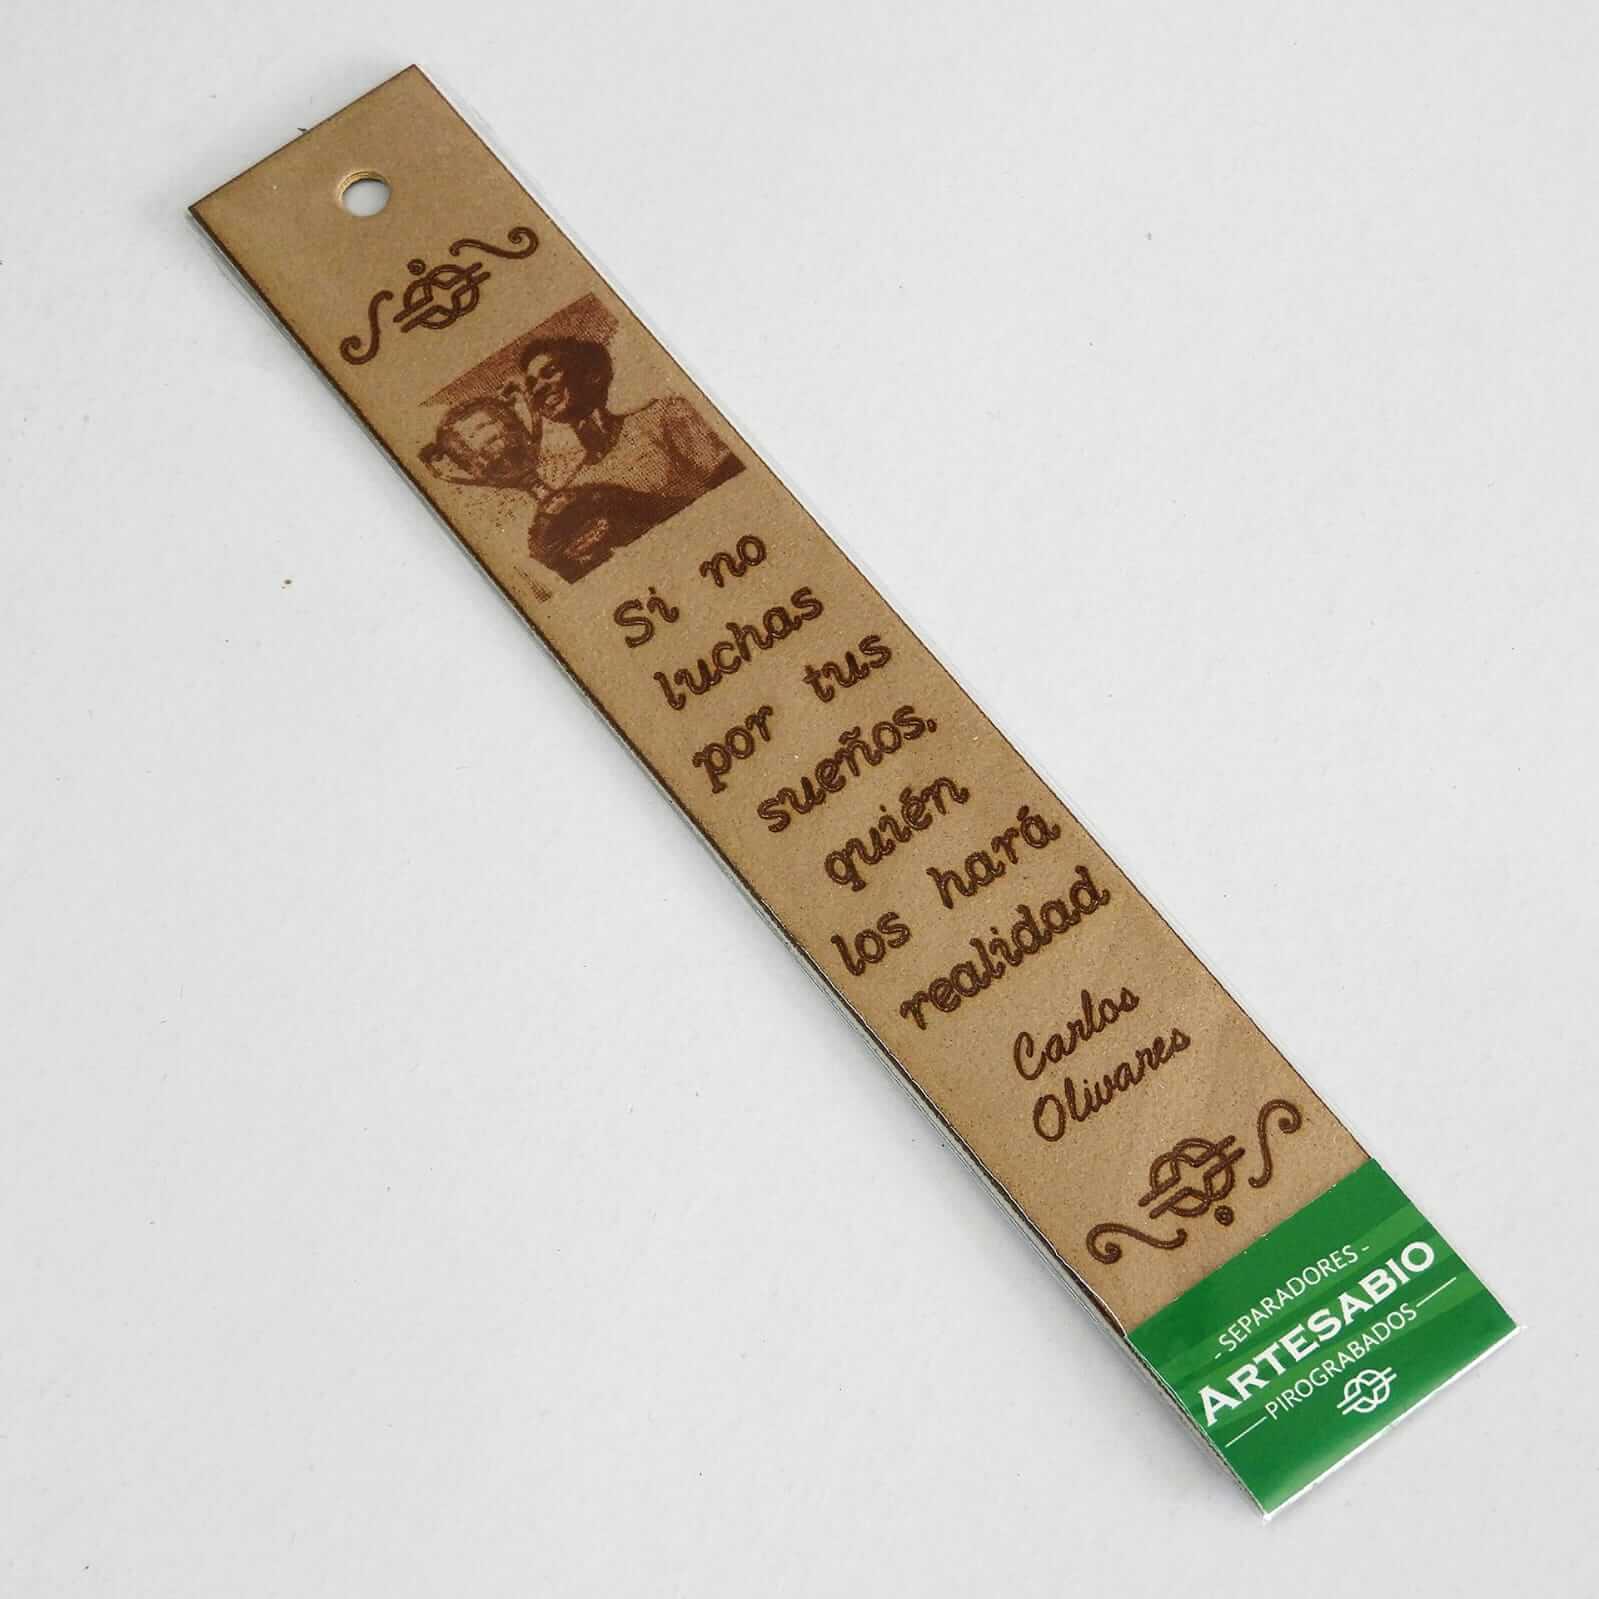 Si no
luchas
por tus
sueños,
quién
los hará
realidad
Carlos
Olivares
- SEPARADORES -
ARTESABIO
PIROGRABADOS